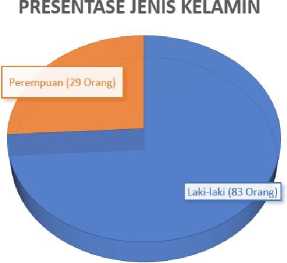 PRESENTASE JENIS KELAMIN
Perempuan (29 Orang)
Laki-laki (83 Orang)